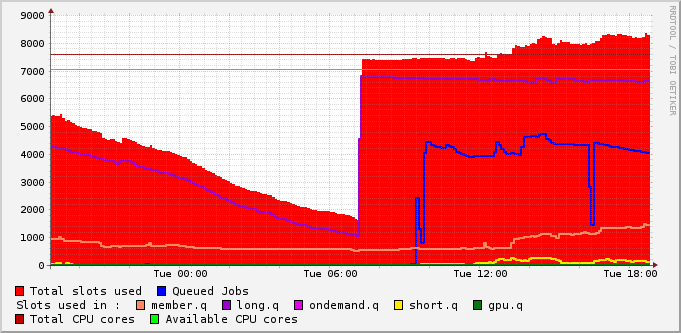 RRDTOOL / TOBI OETIKER
9000
8000
7000
6000
5000
4000
3000
2000
1000
0
Tue 00:00 Tue 06:00 Tue 12:00 Tue 18:00
Total slots used Queued Jobs
Slots used in : member.q long.q ondemand.q short.q gpu.q
Total CPU cores Available CPU cores